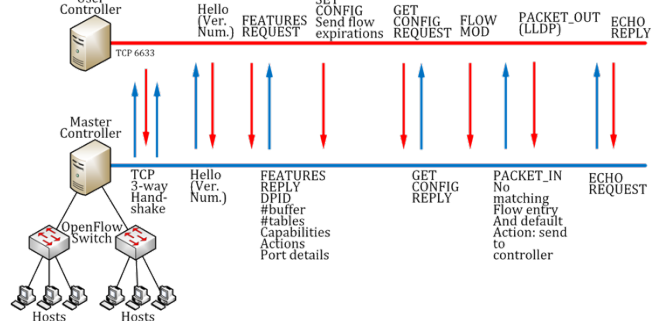 User
Controller
TCP 6633
Hello
(Ver.
Num.)
FEATURES
REQUEST
SET
CONFIG
Send flow
expirations
GET
CONFIG
REQUEST
FLOW
MOD
PACKET_OUT
(LLDP)
ECHO
REPLY
Master
Controller
TCP
3-way
Hand-
shake
Hello
(Ver.
Num.)
FEATURES
REPLY
DPID
#buffer
#tables
Capabilities
Actions
Port details
GET
CONFIG
REPLY
PACKET_IN
No
matching
Flow entry
And default
Action: send
to
controller
ECHO
REQUEST
OpenFlow
Switch
Hosts
Hosts